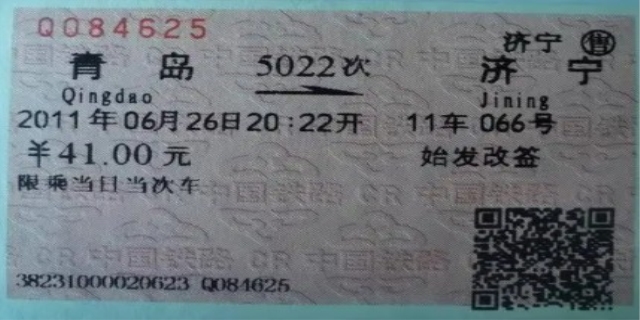 Q084625
济宁 售
青岛 5022次 济宁
Qingdao Jining
2011年06月26日20:22开 11车 066号
￥41.00元 始发改签
限乘当日当次车
38231000020623 Q084625